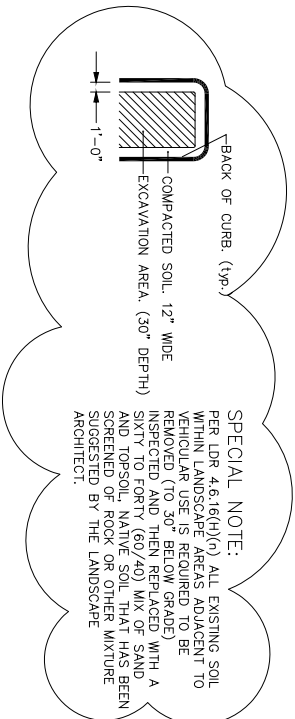 SPECIAL NOTE:
PER LDR 4.6.16(H)(n) ALL EXISTING SOIL
WITHIN LANDSCAPE AREAS ADJACENT TO
VEHICULAR USE IS REQUIRED TO BE
REMOVED (TO 30" BELOW GRADE)
INSPECTED AND THEN REPLACED WITH A
SIXTY TO FORTY (60/40) MIX OF SAND
AND TOPSOIL, NATIVE SOIL THAT HAS BEEN
SCREENED OF ROCK OR OTHER MIXTURE
SUGGESTED BY THE LANDSCAPE
ARCHITECT.
BACK OF CURB. (typ.)
COMPACTED SOIL. 12" WIDE
EXCAVATION AREA. (30" DEPTH)
1'-0"